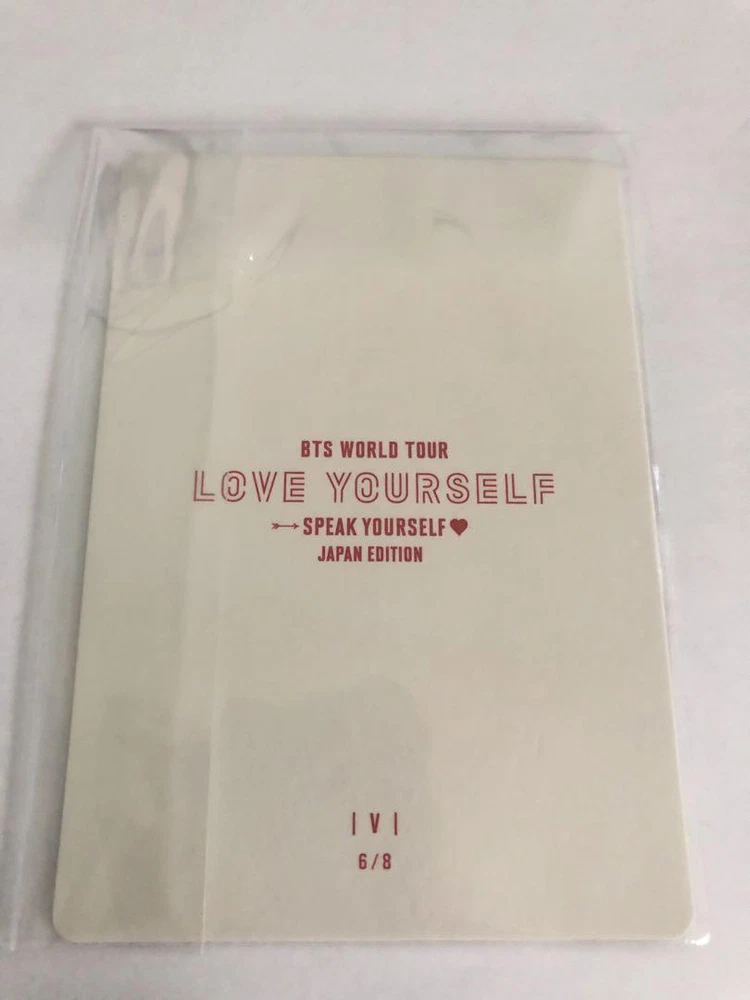 BTS WORLD TOUR
LOVE YOURSELF
SPEAK YOURSELF
JAPAN EDITION
| V |
6/8